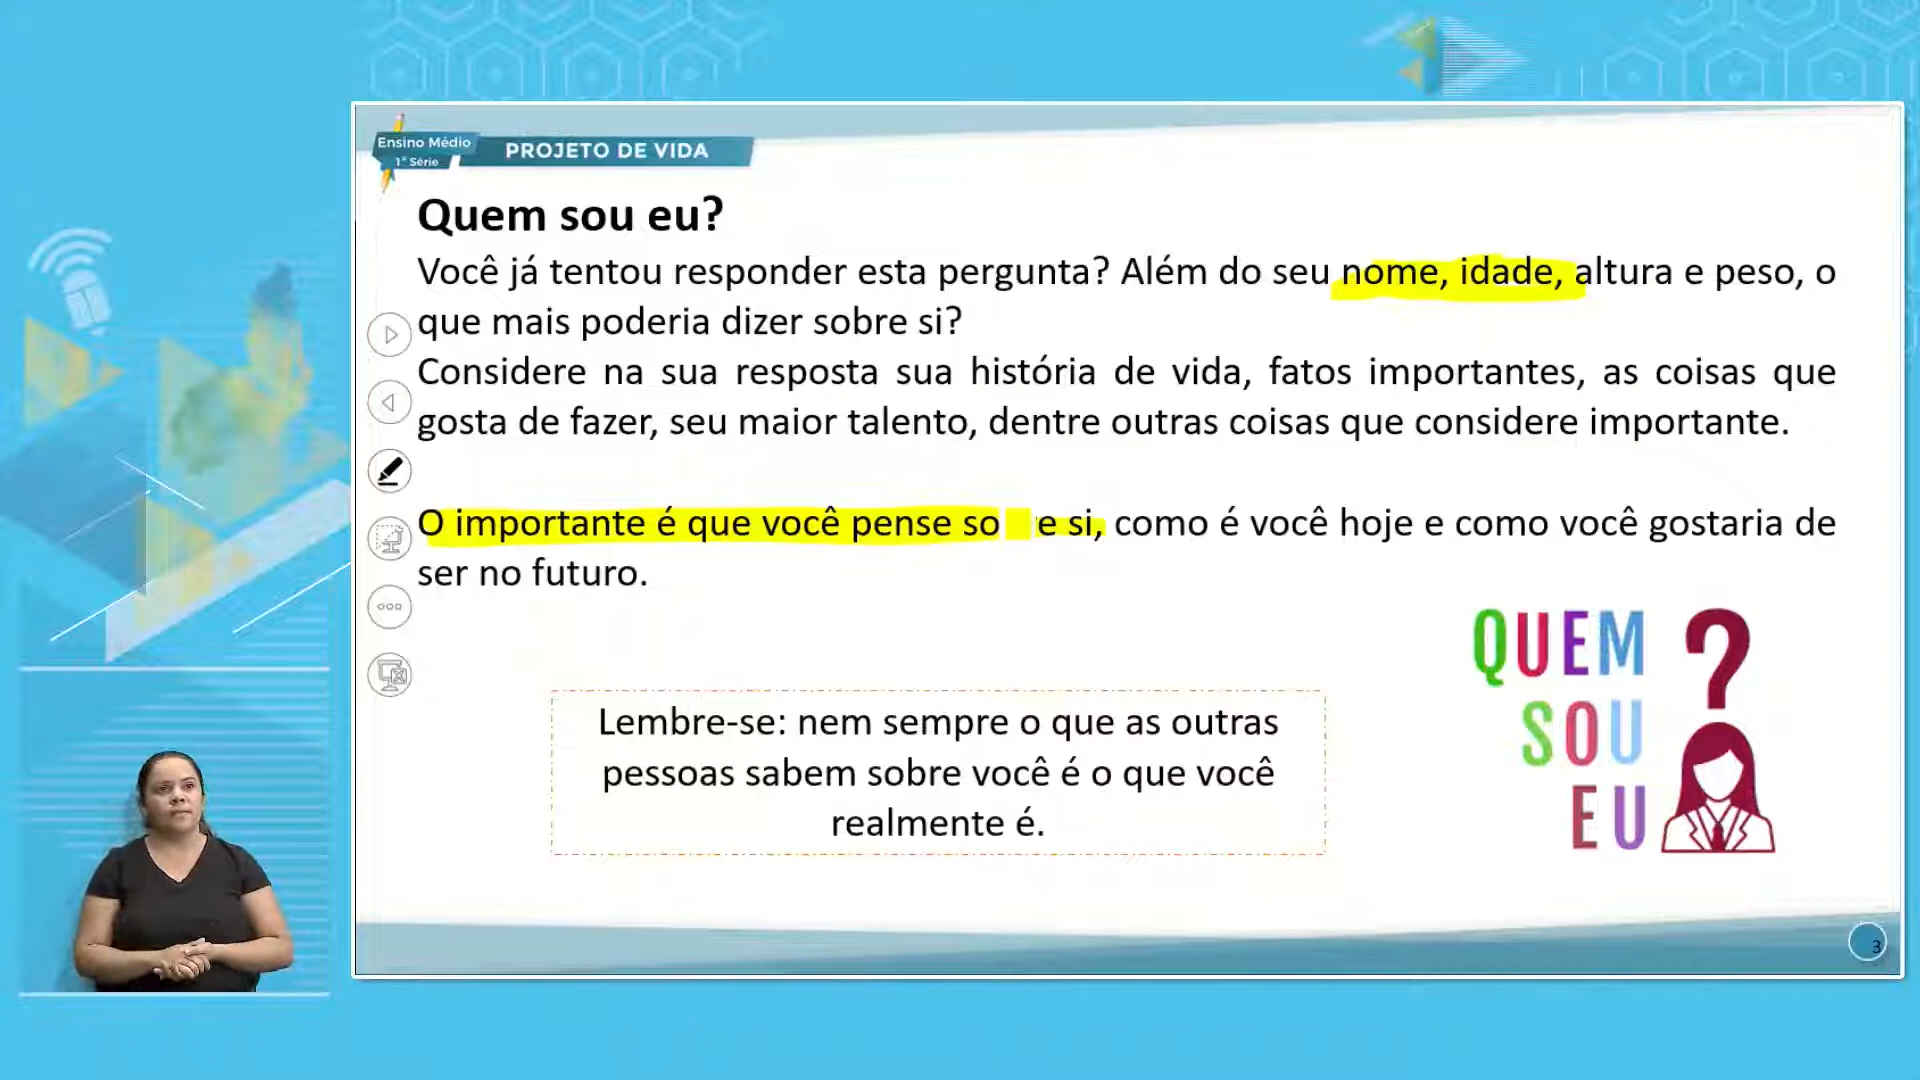 Ensino Médio
1ª Série
PROJETO DE VIDA
Quem sou eu?
Você já tentou responder esta pergunta? Além do seu nome, idade, altura e peso, o
que mais poderia dizer sobre si?
Considere na sua resposta sua história de vida, fatos importantes, as coisas que
gosta de fazer, seu maior talento, dentre outras coisas que considere importante.
O importante é que você pense so e si, como é você hoje e como você gostaria de
ser no futuro.
QUEM
SOU
EU
?
Lembre-se: nem sempre o que as outras
pessoas sabem sobre você é o que você
realmente é.
3